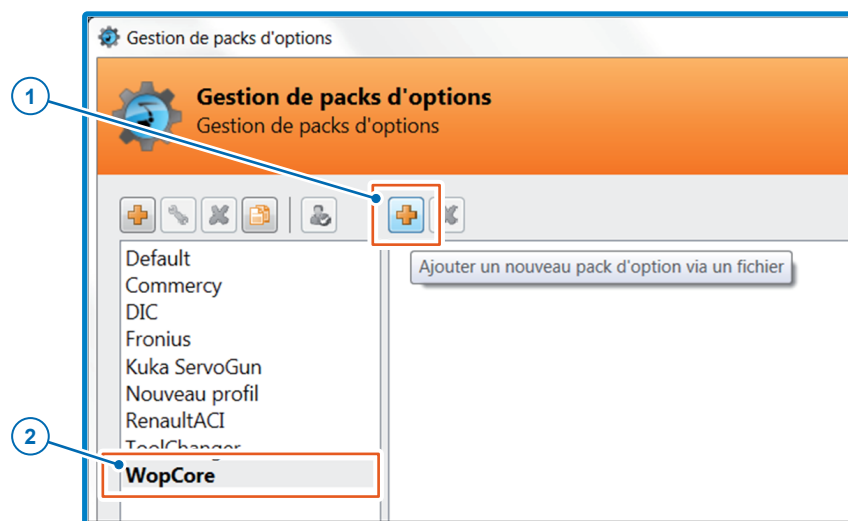 Gestion de packs d'options
Gestion de packs d'options
Gestion de packs d'options
1
Ajouter un nouveau pack d'option via un fichier
Default
Commercy
DIC
Fronius
Kuka ServoGun
Nouveau profil
RenaultACI
ToolChanger
2
WopCore